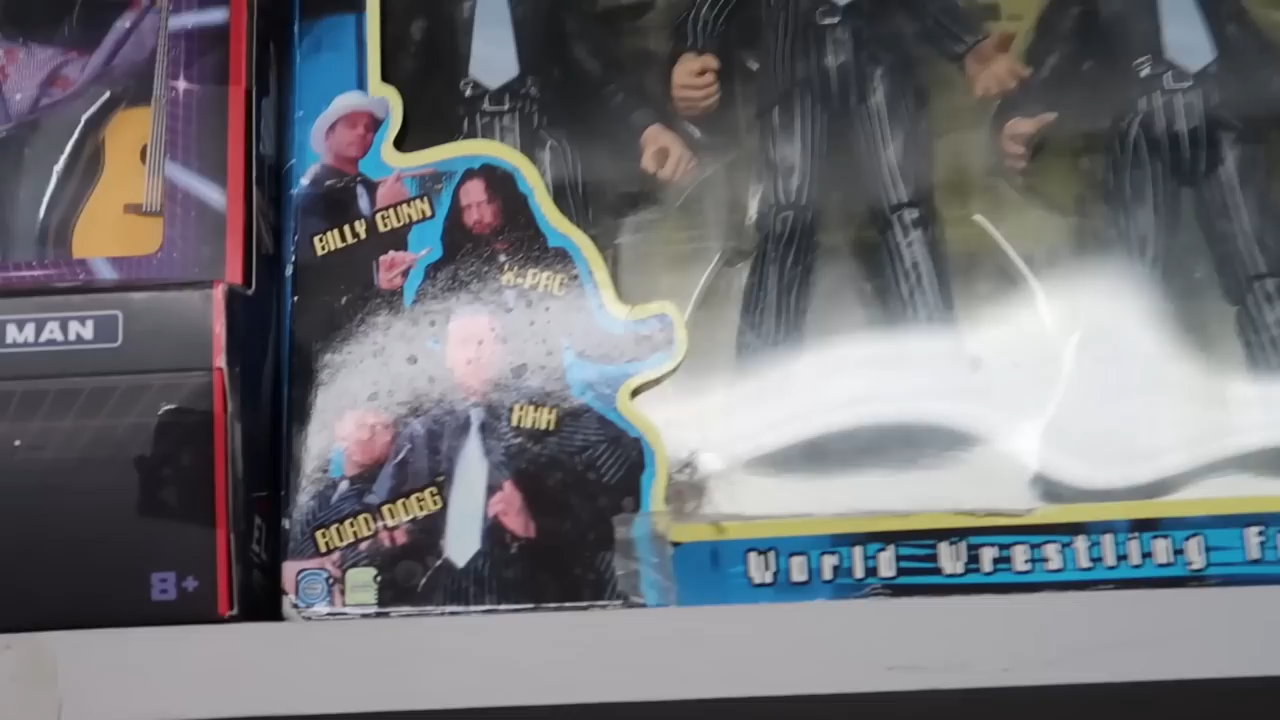 BILLY GUNN
X-PAC
HHH
ROAD DOGG
MAN
8+
World Wrestling F